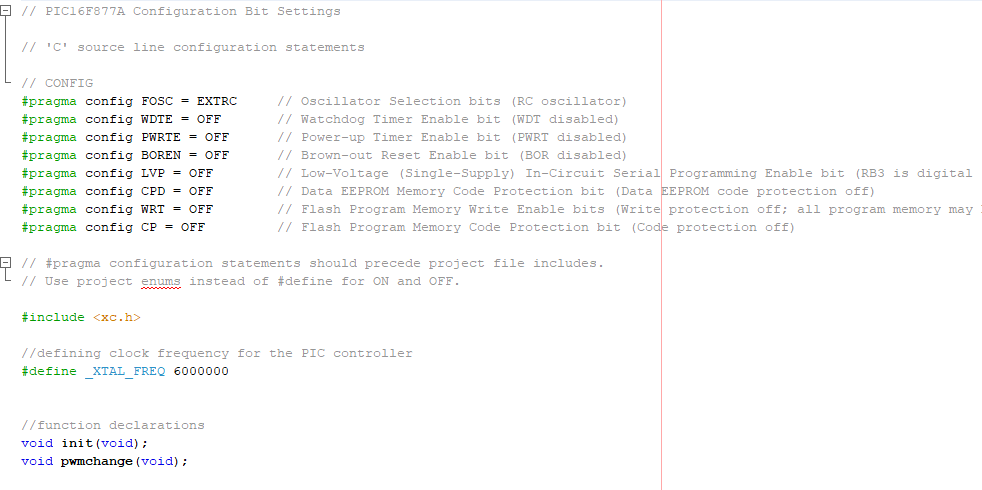 // PIC16F877A Configuration Bit Settings
// 'C' source line configuration statements
// CONFIG
#pragma config FOSC = EXTRC     // Oscillator Selection bits (RC oscillator)
#pragma config WDTE = OFF       // Watchdog Timer Enable bit (WDT disabled)
#pragma config PWRTE = OFF      // Power-up Timer Enable bit (PWRT disabled)
#pragma config BOREN = OFF      // Brown-out Reset Enable bit (BOR disabled)
#pragma config LVP = OFF        // Low-Voltage (Single-Supply) In-Circuit Serial Programming Enable bit (RB3 is digital
#pragma config CPD = OFF        // Data EEPROM Memory Code Protection bit (Data EEPROM code protection off)
#pragma config WRT = OFF        // Flash Program Memory Write Enable bits (Write protection off; all program memory may
#pragma config CP = OFF         // Flash Program Memory Code Protection bit (Code protection off)
// #pragma configuration statements should precede project file includes.
// Use project enums instead of #define for ON and OFF.
#include <xc.h>
//defining clock frequency for the PIC controller
#define _XTAL_FREQ 6000000
//function declarations
void init(void);
void pwmchange(void);